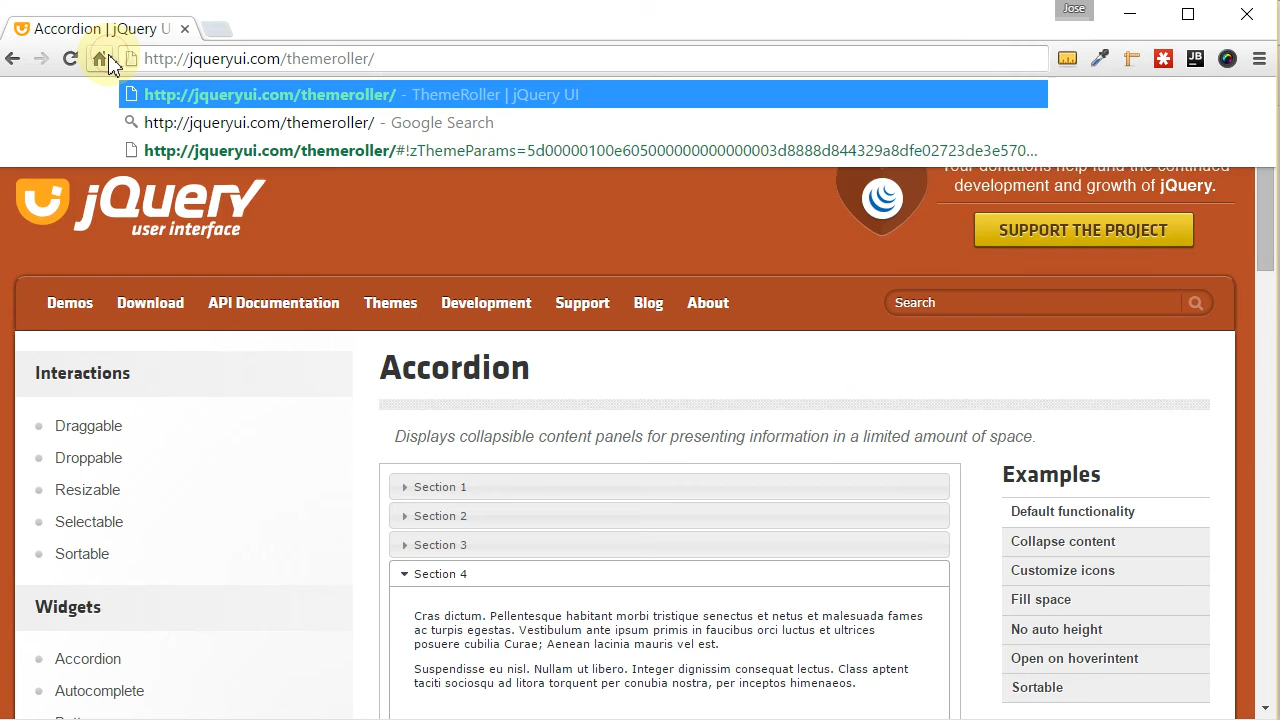 Jose
Accordion | jQuery U
http://jqueryui.com/themeroller/
http://jqueryui.com/themeroller/ - ThemeRoller | jQuery UI
http://jqueryui.com/themeroller/ - Google Search
http://jqueryui.com/themeroller/#!zThemeParams=5d00000100e605000000000000003d8888d844329a8dfe02723de3e570...
Your donations help fund the continued
development and growth of jQuery.
jQuery
user interface
SUPPORT THE PROJECT
Demos Download API Documentation Themes Development Support Blog About Search
Interactions
Draggable
Droppable
Resizable
Selectable
Sortable
Widgets
Accordion
Autocomplete
Accordion
Displays collapsible content panels for presenting information in a limited amount of space.
Section 1
Section 2
Section 3
Section 4
Cras dictum. Pellentesque habitant morbi tristique senectus et netus et malesuada fames
ac turpis egestas. Vestibulum ante ipsum primis in faucibus orci luctus et ultrices
posuere cubilia Curae; Aenean lacinia mauris vel est.
Suspendisse eu nisl. Nullam ut libero. Integer dignissim consequat lectus. Class aptent
taciti sociosqu ad litora torquent per conubia nostra, per inceptos himenaeos.
Examples
Default functionality
Collapse content
Customize icons
Fill space
No auto height
Open on hoverintent
Sortable
JB